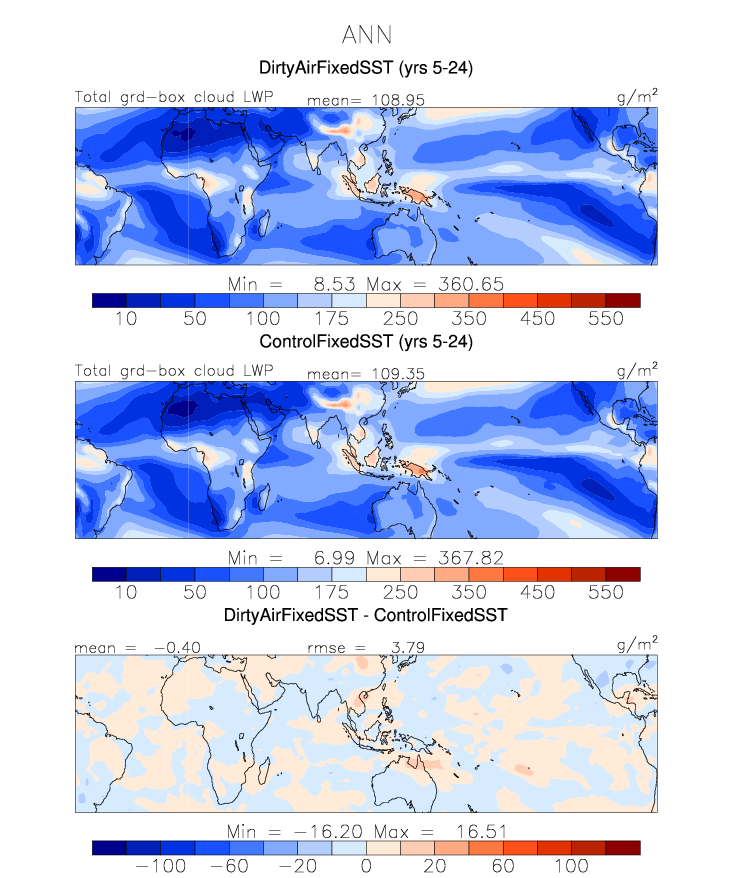 ANN
DirtyAirFixedSST (yrs 5-24)
Total grd-box cloud LWP mean= 108.95 g/m²
Min = 8.53 Max = 360.65
10 50 100 175 250 350 450 550
ControlFixedSST (yrs 5-24)
Total grd-box cloud LWP mean= 109.35 g/m²
Min = 6.99 Max = 367.82
10 50 100 175 250 350 450 550
DirtyAirFixedSST - ControlFixedSST
mean = -0.40 rmse = 3.79 g/m²
Min = -16.20 Max = 16.51
-100 -60 -20 0 20 60 100